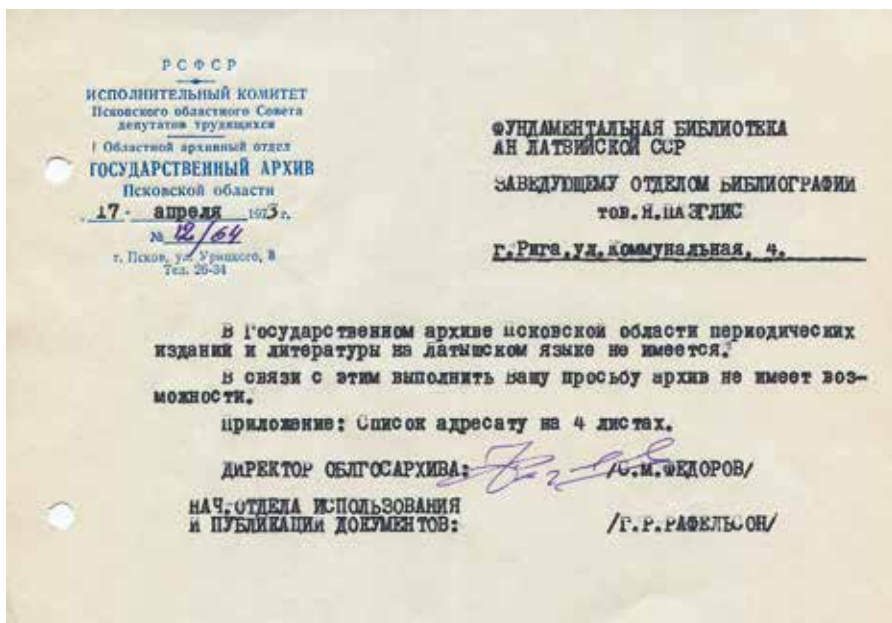 РСФСР
ИСПОЛНИТЕЛЬНЫЙ КОМИТЕТ
Псковского областного Совета
депутатов трудящихся
Областной архивный отдел
ГОСУДАРСТВЕННЫЙ АРХИВ
Псковской области
17. апреля 1973 г.
№ 12/64
г. Псков, ул. Урицкого, 8
Тел. 26-34
ФУНДАМЕНТАЛЬНАЯ БИБЛИОТЕКА
АН ЛАТВИЙСКОЙ ССР
ЗАВЕДУЮЩЕМУ ОТДЕЛОМ БИБЛИОГРАФИИ
тов.Н.ПАЭГЛИС
г.Рига,ул.Коммунальная, 4.
В Государственном архиве Псковской области периодических
изданий и литературы на латышском языке не имеется.
В связи с этим выполнить Вашу просьбу архив не имеет воз-
можности.
Приложение: Список адресату на 4 листах.
ДИРЕКТОР ОБЛГОСАРХИВА: /С.М.ФЕДОРОВ/
НАЧ.ОТДЕЛА ИСПОЛЬЗОВАНИЯ
И ПУБЛИКАЦИИ ДОКУМЕНТОВ: /Г.Р.РАФЕЛЬСОН/